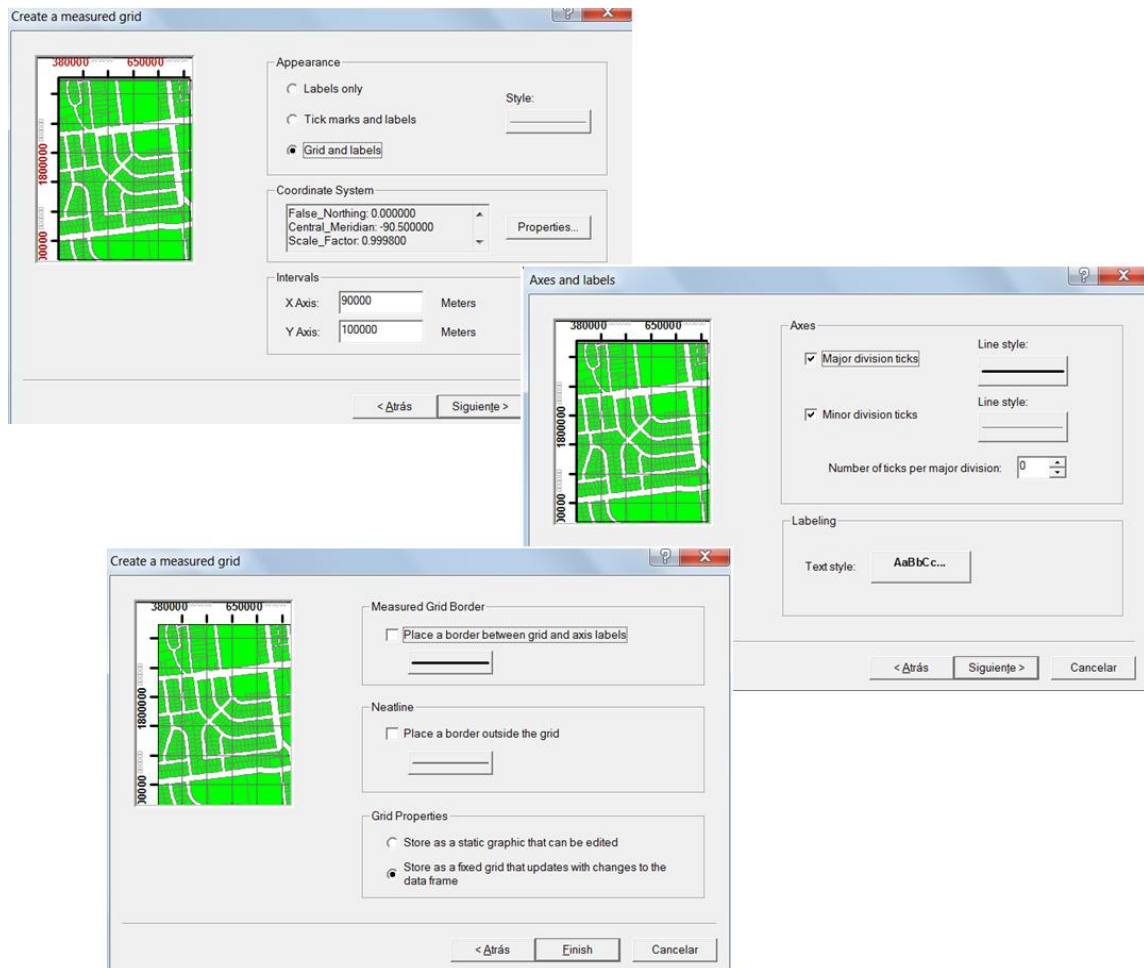 Create a measured grid
380000 650000
1800000
Appearance
Labels only
Tick marks and labels
Grid and labels
Style:
Coordinate System
False_Northing: 0.000000
Central_Meridian: -90.500000
Scale_Factor: 0.999800
Properties...
Intervals
X Axis: 90000 Meters
Y Axis: 100000 Meters
< Atrás Siguiente >
Axes and labels
380000 650000
1800000
Axes
Major division ticks
Line style:
Minor division ticks
Line style:
Number of ticks per major division: 0
Labeling
Text style: AaBbCc...
< Atrás Siguiente > Cancelar
Create a measured grid
380000 650000
1800000
Measured Grid Border
Place a border between grid and axis labels
Neatline
Place a border outside the grid
Grid Properties
Store as a static graphic that can be edited
Store as a fixed grid that updates with changes to the
data frame
< Atrás Finish Cancelar